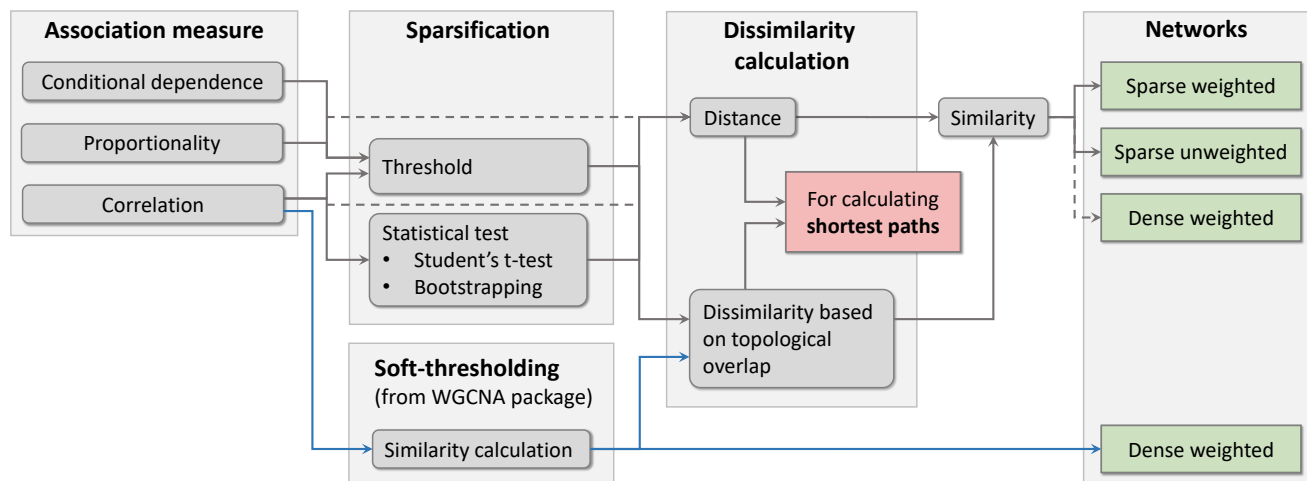 Association measure
Conditional dependence
Proportionality
Correlation
Sparsification
Threshold
Statistical test
• Student’s t-test
• Bootstrapping
Soft-thresholding
(from WGCNA package)
Similarity calculation
Dissimilarity
calculation
Distance
For calculating
shortest paths
Dissimilarity based
on topological
overlap
Similarity
Networks
Sparse weighted
Sparse unweighted
Dense weighted
Dense weighted